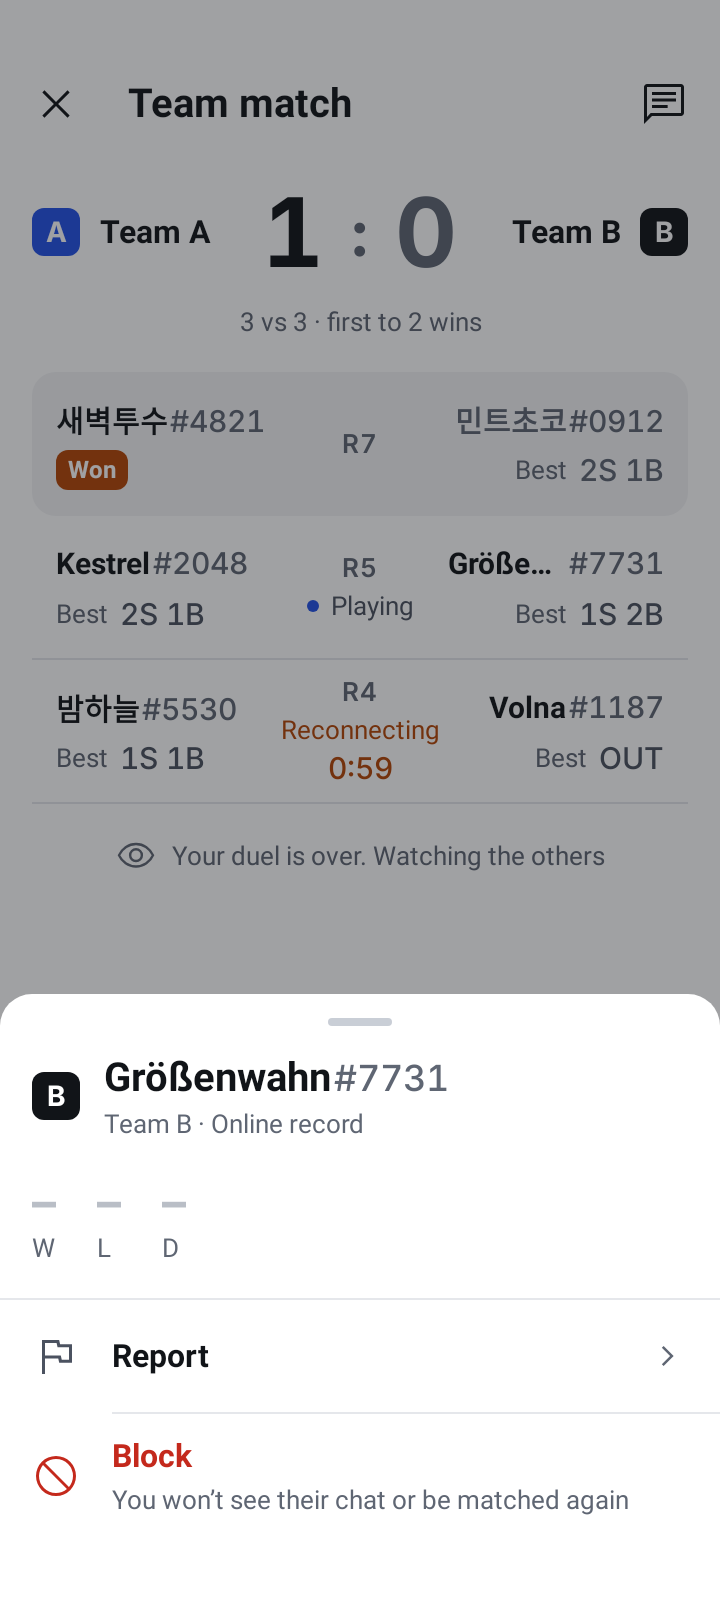 Team match
A Team A 1 : 0 Team B B
3 vs 3 · first to 2 wins
새벽투수#4821 R7 민트초코#0912
Won Best 2S 1B
Kestrel#2048 R5 Größe... #7731
Best 2S 1B Playing Best 1S 2B
밤하늘#5530 R4 Volna#1187
Reconnecting
Best 1S 1B 0:59 Best OUT
Your duel is over. Watching the others
B Größenwahn#7731
Team B · Online record
– – –
W L D
Report
Block
You won’t see their chat or be matched again